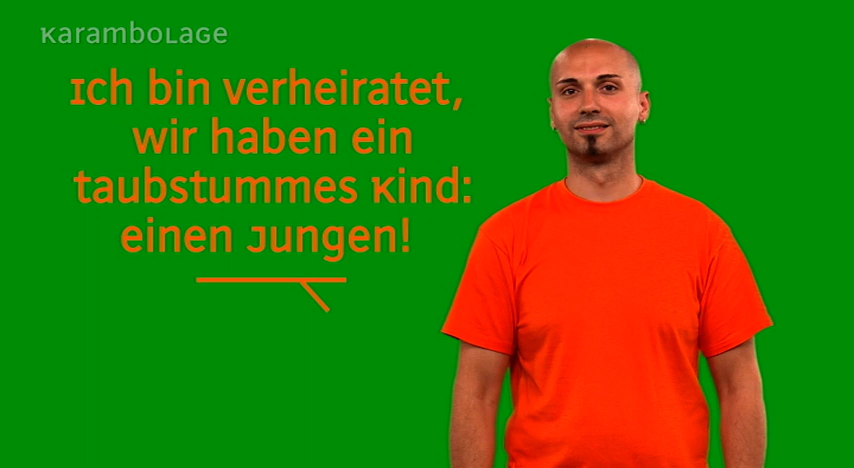 Karambolage
Ich bin verheiratet,
wir haben ein
taubstummes Kind:
einen Jungen!